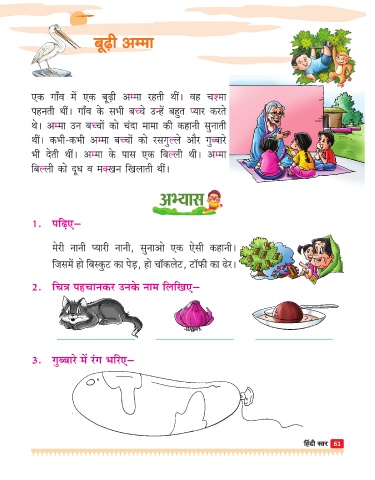 बूढ़ी अम्मा
एक गाँव में एक बूढ़ी अम्मा रहती थीं। वह चश्मा
पहनती थीं। गाँव के सभी बच्चे उन्हें बहुत प्यार करते
थे। अम्मा उन बच्चों को चंदा मामा की कहानी सुनाती
थीं। कभी-कभी अम्मा बच्चों को रसगुल्ले और गुब्बारे
भी देती थीं। अम्मा के पास एक बिल्ली थी। अम्मा
बिल्ली को दूध व मक्खन खिलाती थीं।
अभ्यास
1. पढ़िए–
मेरी नानी प्यारी नानी, सुनाओ एक ऐसी कहानी।
जिसमें हो बिस्कुट का पेड़, हो चॉकलेट, टॉफी का ढेर।
2. चित्र पहचानकर उनके नाम लिखिए–
3. गुब्बारे में रंग भरिए–
हिंदी स्वर 61